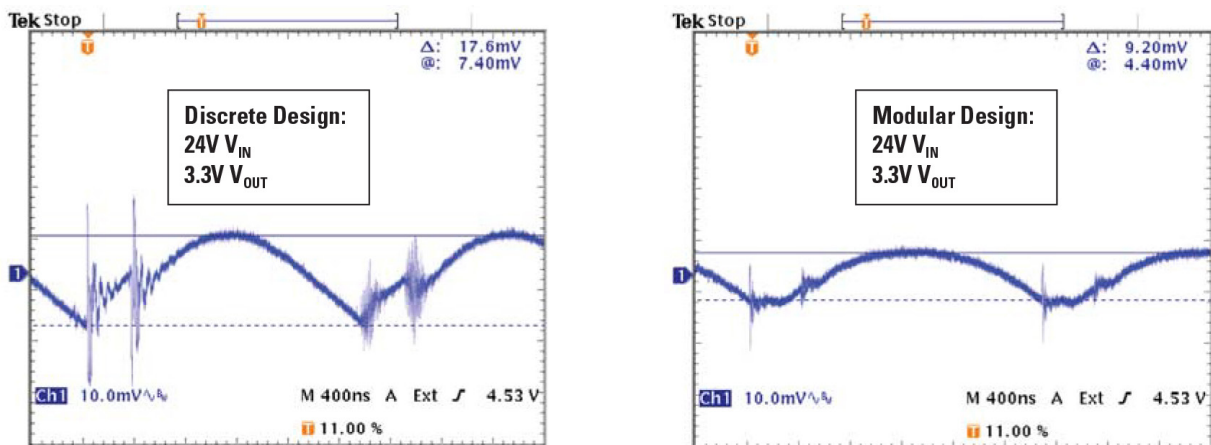 Tek Stop
T
T
Δ: 17.6mV
@: 7.40mV
Discrete Design:
24V VIN
3.3V VOUT
1
Ch1 10.0mV∿BW
M 400ns A Ext ƒ 4.53 V
T 11.00 %
Tek Stop
T
T
Δ: 9.20mV
@: 4.40mV
Modular Design:
24V VIN
3.3V VOUT
1
Ch1 10.0mV∿BW
M 400ns A Ext ƒ 4.53 V
T 11.00 %